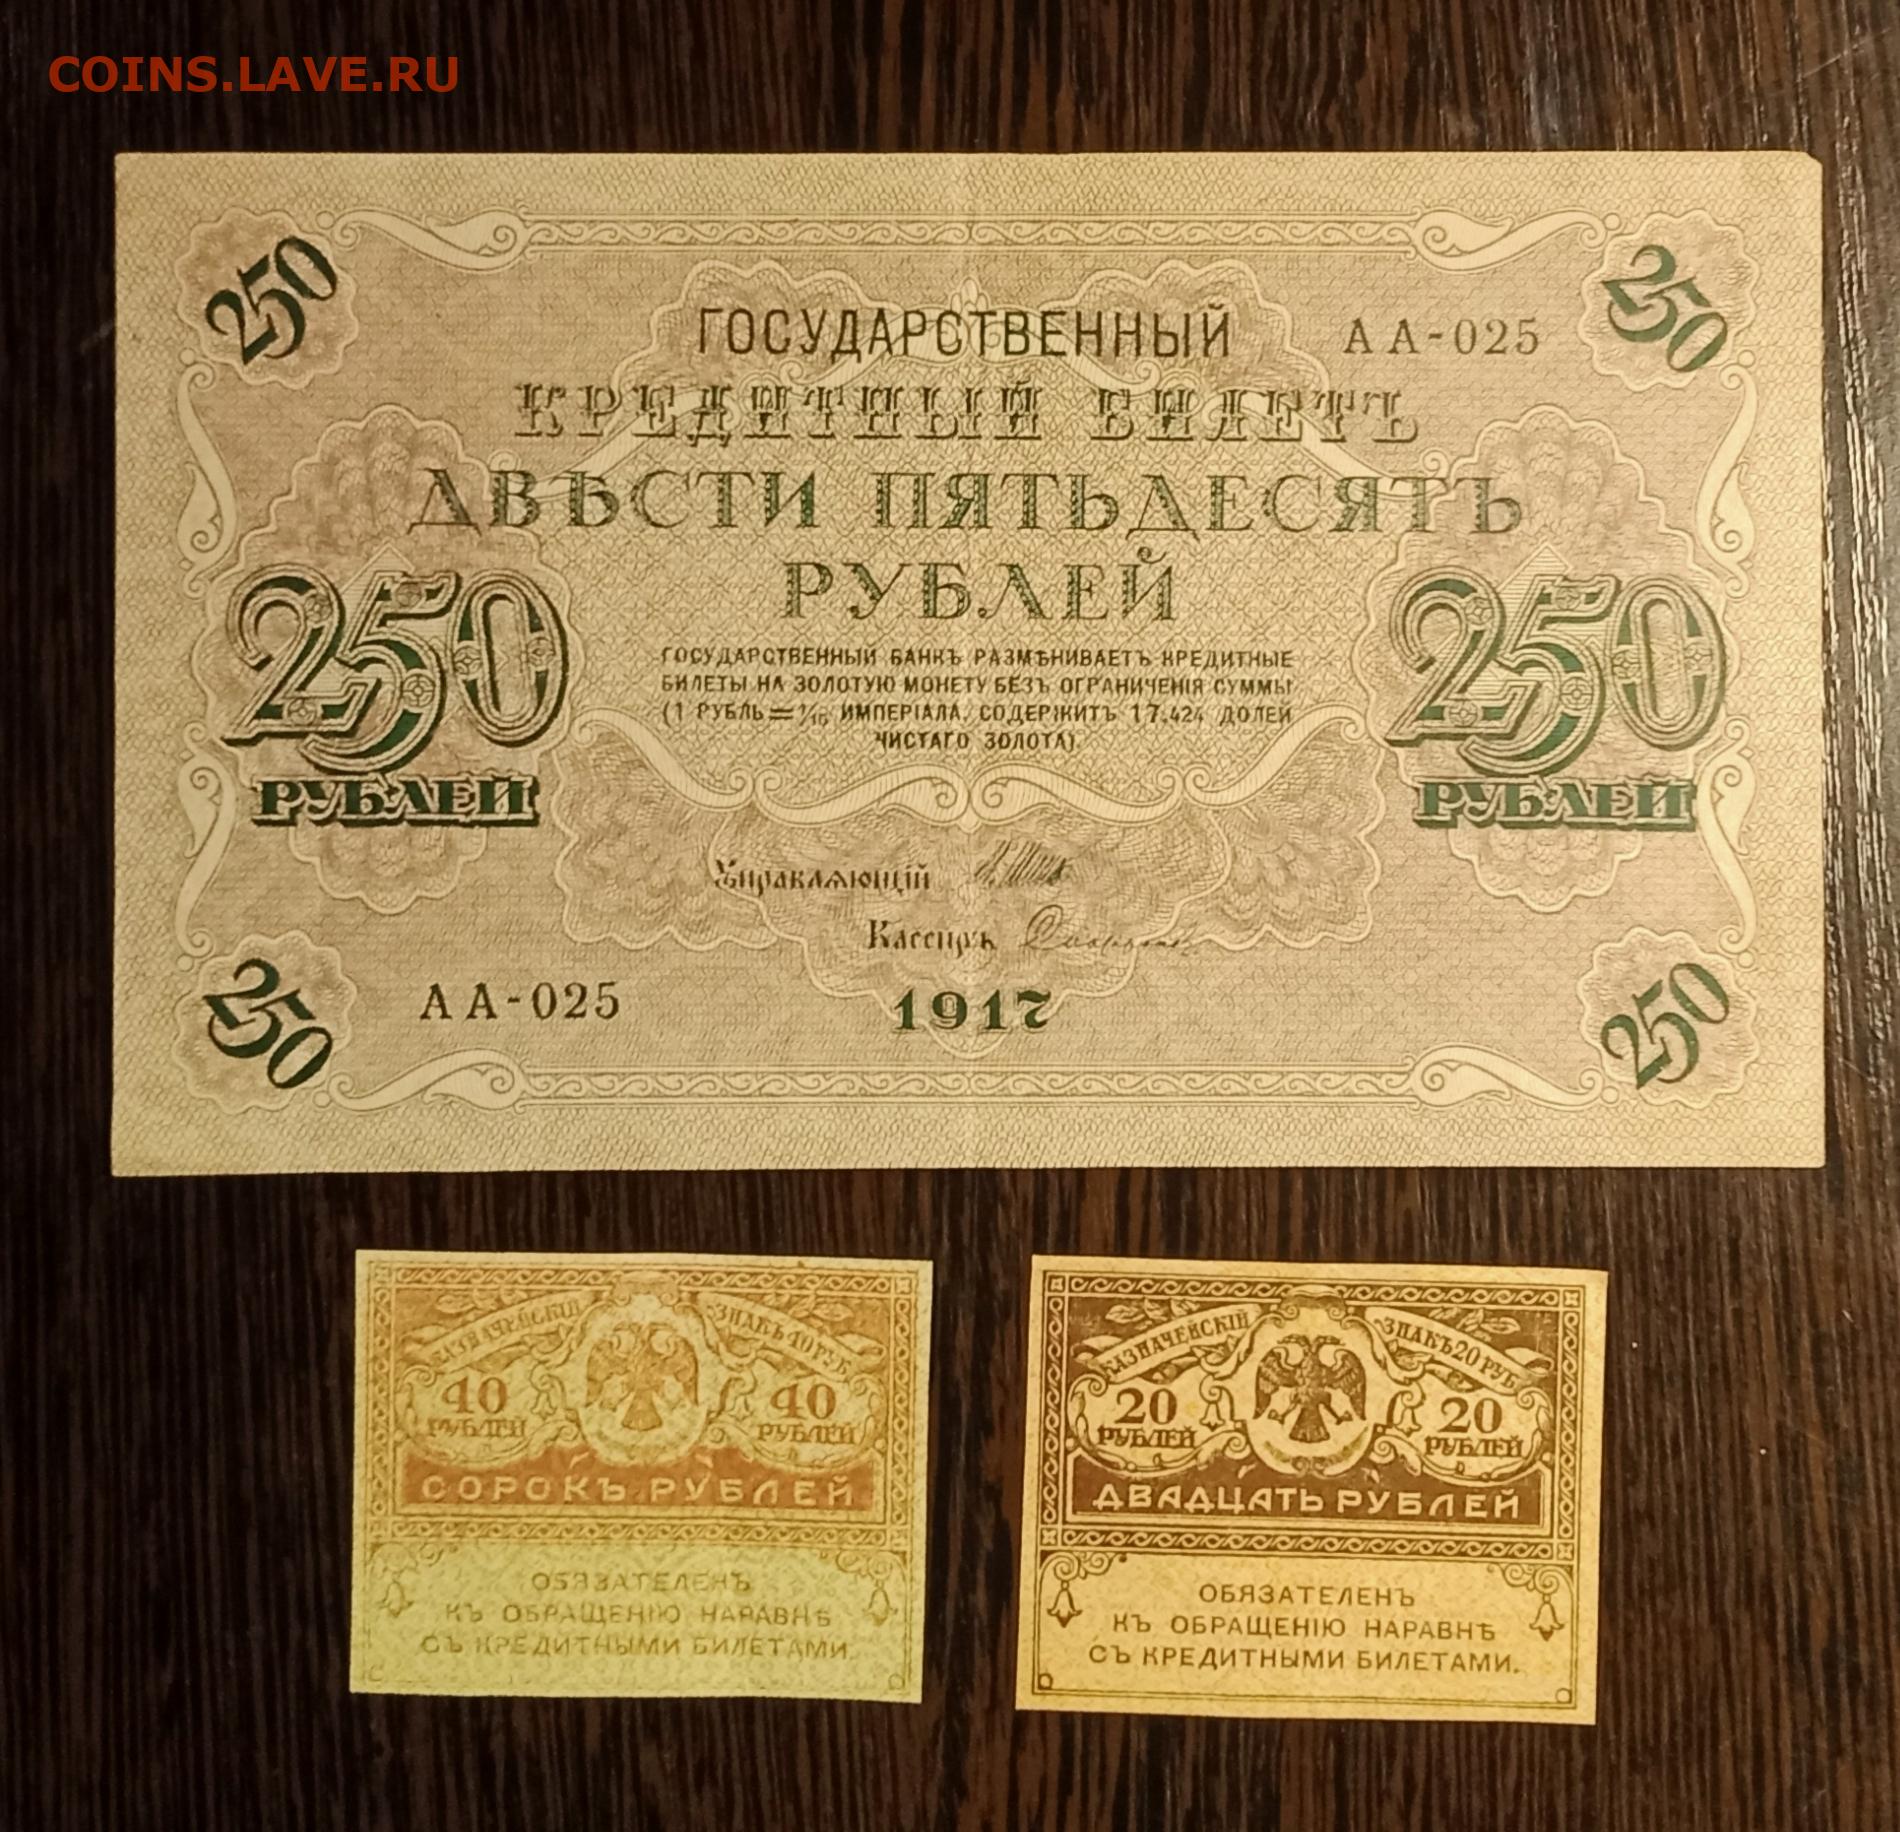 COINS.LAVE.RU
250
250
ГОСУДАРСТВЕННЫЙ
АА-025
КРЕДИТНЫЙ БИЛЕТЪ
ДВѢСТИ ПЯТЬДЕСЯТЪ
РУБЛЕЙ
250
РУБЛЕЙ
250
РУБЛЕЙ
ГОСУДАРСТВЕННЫЙ БАНКЪ РАЗМѢНИВАЕТЪ КРЕДИТНЫЕ
БИЛЕТЫ НА ЗОЛОТУЮ МОНЕТУ БЕЗЪ ОГРАНИЧЕНІЯ СУММЫ
(1 РУБЛЬ = 1/15 ИМПЕРІАЛА, СОДЕРЖИТЪ 17,424 ДОЛЕЙ
ЧИСТАГО ЗОЛОТА).
Управляющій
Кассиръ
250
АА-025
1917
250
КАЗНАЧЕЙСКІЙ ЗНАКЪ 40 РУБ
40
РУБЛЕЙ
40
РУБЛЕЙ
СОРОКЪ РУБЛЕЙ
ОБЯЗАТЕЛЕНЪ
КЪ ОБРАЩЕНІЮ НАРАВНѢ
СЪ КРЕДИТНЫМИ БИЛЕТАМИ.
КАЗНАЧЕЙСКІЙ ЗНАКЪ 20 РУБ
20
РУБЛЕЙ
20
РУБЛЕЙ
ДВАДЦАТЬ РУБЛЕЙ
ОБЯЗАТЕЛЕНЪ
КЪ ОБРАЩЕНІЮ НАРАВНѢ
СЪ КРЕДИТНЫМИ БИЛЕТАМИ.